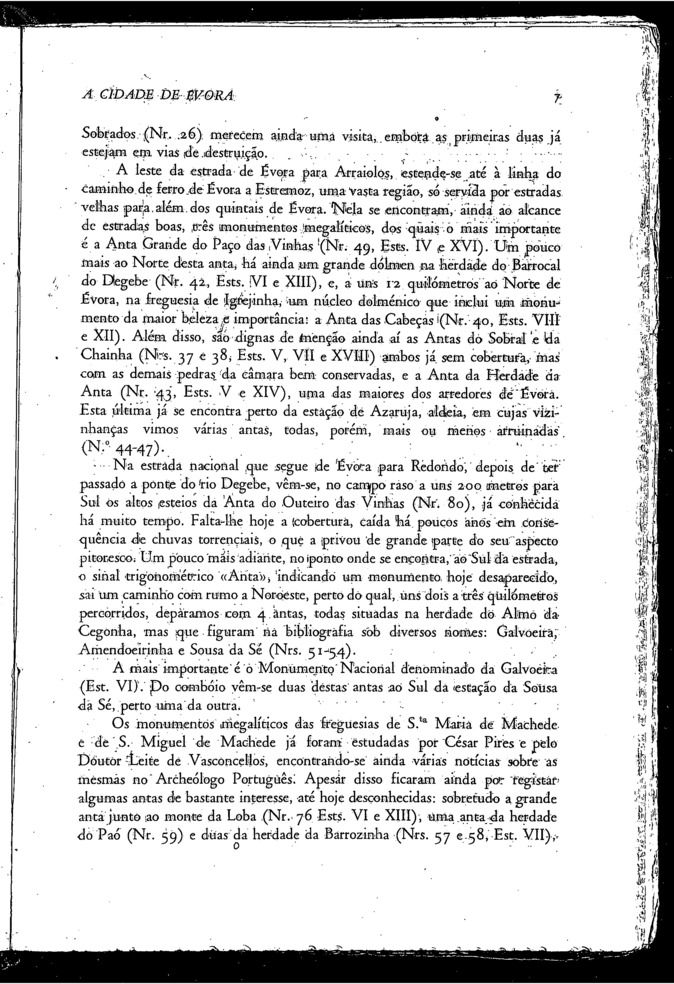 A CIDADE DE ÉVORA 7
Sobrados (Nr. 26) merecem ainda uma visita, embora as primeiras duas já
estejam em vias de destruição.
A leste da estrada de Évora para Arraiolos, estende-se até à linha do
caminho de ferro de Évora a Estremoz, uma vasta região, só servida por estradas
velhas para além dos quintais de Évora. Nela se encontram, ainda ao alcance
de estradas boas, três monumentos megalíticos, dos quais o mais importante
é a Anta Grande do Paço das Vinhas (Nr. 49, Ests. IV e XVI). Um pouco
mais ao Norte desta anta, há ainda um grande dólmen na herdade do Barrocal
do Degebe (Nr. 42, Ests. VI e XIII), e, a uns 12 quilómetros ao Norte de
Évora, na freguesia de Igrejinha, um núcleo dolménico que inclui um monu-
mento da maior beleza e importância: a Anta das Cabeças (Nr. 40, Ests. VIII
e XII). Além disso, são dignas de menção ainda aí as Antas do Sobral e da
Chainha (Nrs. 37 e 38, Ests. V, VII e XVIII) ambos já sem cobertura, mas
com as demais pedras da câmara bem conservadas, e a Anta da Herdade da
Anta (Nr. 43, Ests. V e XIV), uma das maiores dos arredores de Évora.
Esta última já se encontra perto da estação de Azaruja, aldeia, em cujas vizi-
nhanças vimos várias antas, todas, porém, mais ou menos arruinadas
(N.º 44-47).
Na estrada nacional que segue de Évora para Redondo, depois de ter
passado a ponte do rio Degebe, vêm-se, no campo raso a uns 200 metros para
Sul os altos esteios da Anta do Outeiro das Vinhas (Nr. 80), já conhecida
há muito tempo. Falta-lhe hoje a cobertura, caída há poucos anos em conse-
quência de chuvas torrenciais, o que a privou de grande parte do seu aspecto
pitoresco. Um pouco mais adiante, no ponto onde se encontra, ao Sul da estrada,
o sinal trigonométrico «Anta», indicando um monumento hoje desaparecido,
sai um caminho com rumo a Noroeste, perto do qual, uns dois a três quilómetros
percorridos, deparamos com 4 antas, todas situadas na herdade do Almo da
Cegonha, mas que figuram na bibliografia sob diversos nomes: Galvoeira,
Amendoeirinha e Sousa da Sé (Nrs. 51-54).
A mais importante é o Monumento Nacional denominado da Galvoeira
(Est. VI). Do combóio vêm-se duas destas antas ao Sul da estação da Sousa
da Sé, perto uma da outra.
Os monumentos megalíticos das freguesias de S.ta Maria de Machede
e de S. Miguel de Machede já foram estudadas por César Pires e pelo
Doutor Leite de Vasconcellos, encontrando-se ainda várias notícias sobre as
mesmas no Archeólogo Português. Apesar disso ficaram ainda por registar
algumas antas de bastante interesse, até hoje desconhecidas: sobretudo a grande
anta junto ao monte da Loba (Nr. 76 Ests. VI e XIII), uma anta da herdade
do Paó (Nr. 59) e duas da herdade da Barrozinha (Nrs. 57 e 58, Est. VII),